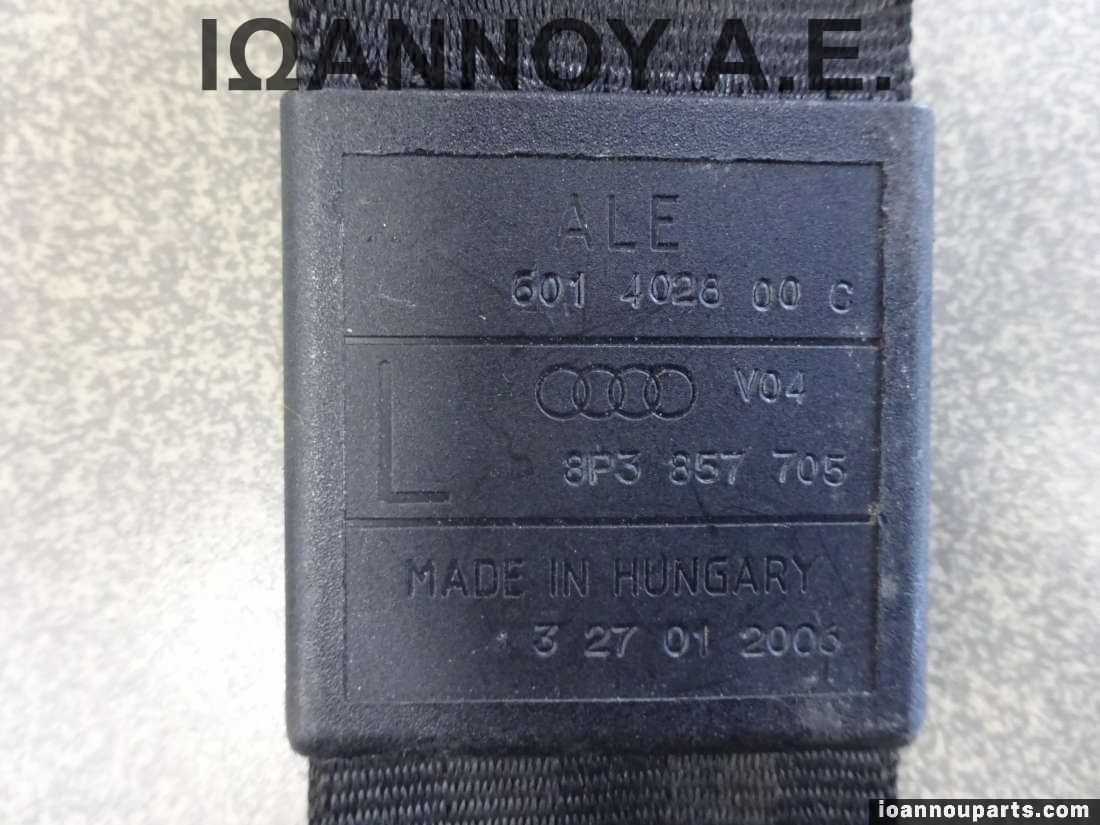 ΙΩΑΝΝΟΥ Α.Ε.
ALE
601 4028 00 C
L
V04
8P3 857 705
MADE IN HUNGARY
3 27 01 2006
ioannouparts.com